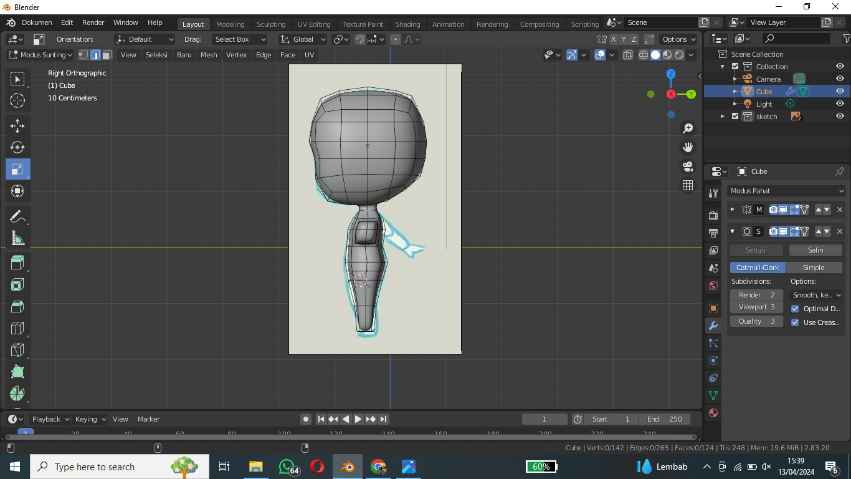 Blender
Dokumen Edit Render Window Help Layout Modeling Sculpting UV Editing Texture Paint Shading Animation Rendering Compositing Scripting Scene View Layer
Orientation: Default Drag: Select Box Global X Y Z Options
Modus Sunting View Seleksi Baru Mesh Vertex Edge Face UV
Right Orthographic
(1) Cube
10 Centimeters
Z
X
Y
Scene Collection
Collection
Camera
Cube
Light
sketch
Cube
Modus Pahat
M
S
Setuju Salin
Catmull-Clark Simple
Subdivisions: Options:
Render 2 Smooth, ke...
Viewport 3 Optimal D...
Quality 3 Use Creas...
Playback Keying View Marker 1 Start 1 End 250
Cube | Verts:0/142 | Edges:0/265 | Faces:0/124 | Tris:248 | Mem: 19.6 MiB | 2.83.20
Type here to search 64 60% Lembab 15:39
13/04/2024 6